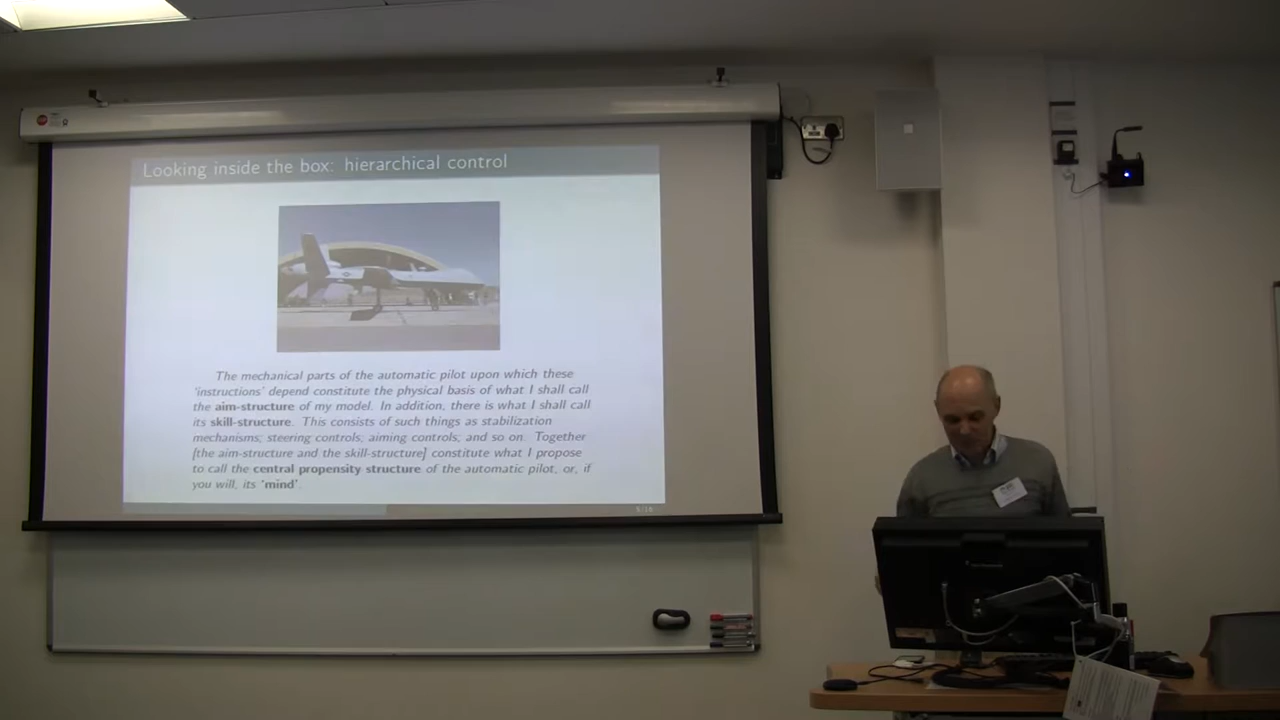 Looking inside the box: hierarchical control
The mechanical parts of the automatic pilot upon which these
'instructions' depend constitute the physical basis of what I shall call
the aim-structure of my model. In addition, there is what I shall call
its skill-structure. This consists of such things as stabilization
mechanisms; steering controls; aiming controls; and so on. Together
[the aim-structure and the skill-structure] constitute what I propose
to call the central propensity structure of the automatic pilot, or, if
you will, its 'mind'.